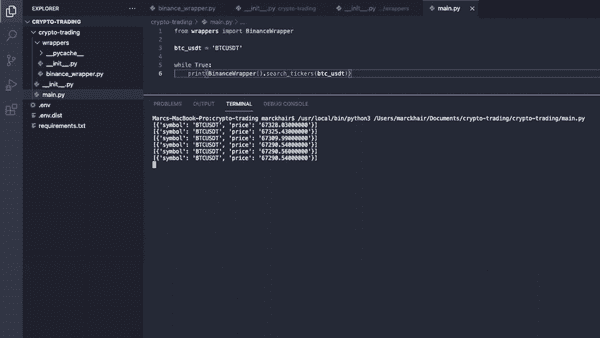 EXPLORER
CRYPTO-TRADING
crypto-trading
wrappers
__pycache__
__init__.py
binance_wrapper.py
__init__.py
main.py
.env
.env.dist
requirements.txt
binance_wrapper.py
__init__.py crypto-trading
__init__.py .../wrappers
main.py
crypto-trading > main.py > ...
1 from wrappers import BinanceWrapper
2
3 btc_usdt = 'BTCUSDT'
4
5 while True:
6 print(BinanceWrapper().search_tickers(btc_usdt))
PROBLEMS OUTPUT TERMINAL DEBUG CONSOLE
Marcs-MacBook-Pro:crypto-trading marckhair$ /usr/local/bin/python3 /Users/marckhair/Documents/crypto-trading/crypto-trading/main.py
[{'symbol': 'BTCUSDT', 'price': '67328.03000000'}]
[{'symbol': 'BTCUSDT', 'price': '67325.43000000'}]
[{'symbol': 'BTCUSDT', 'price': '67309.99000000'}]
[{'symbol': 'BTCUSDT', 'price': '67290.54000000'}]
[{'symbol': 'BTCUSDT', 'price': '67290.56000000'}]
[{'symbol': 'BTCUSDT', 'price': '67290.54000000'}]